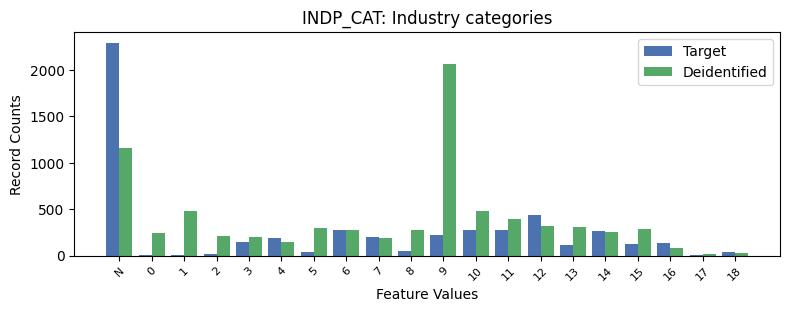 INDP_CAT: Industry categories
Target
Deidentified
Record Counts
2000
1500
1000
500
0
N 0 1 2 3 4 5 6 7 8 9 10 11 12 13 14 15 16 17 18
Feature Values